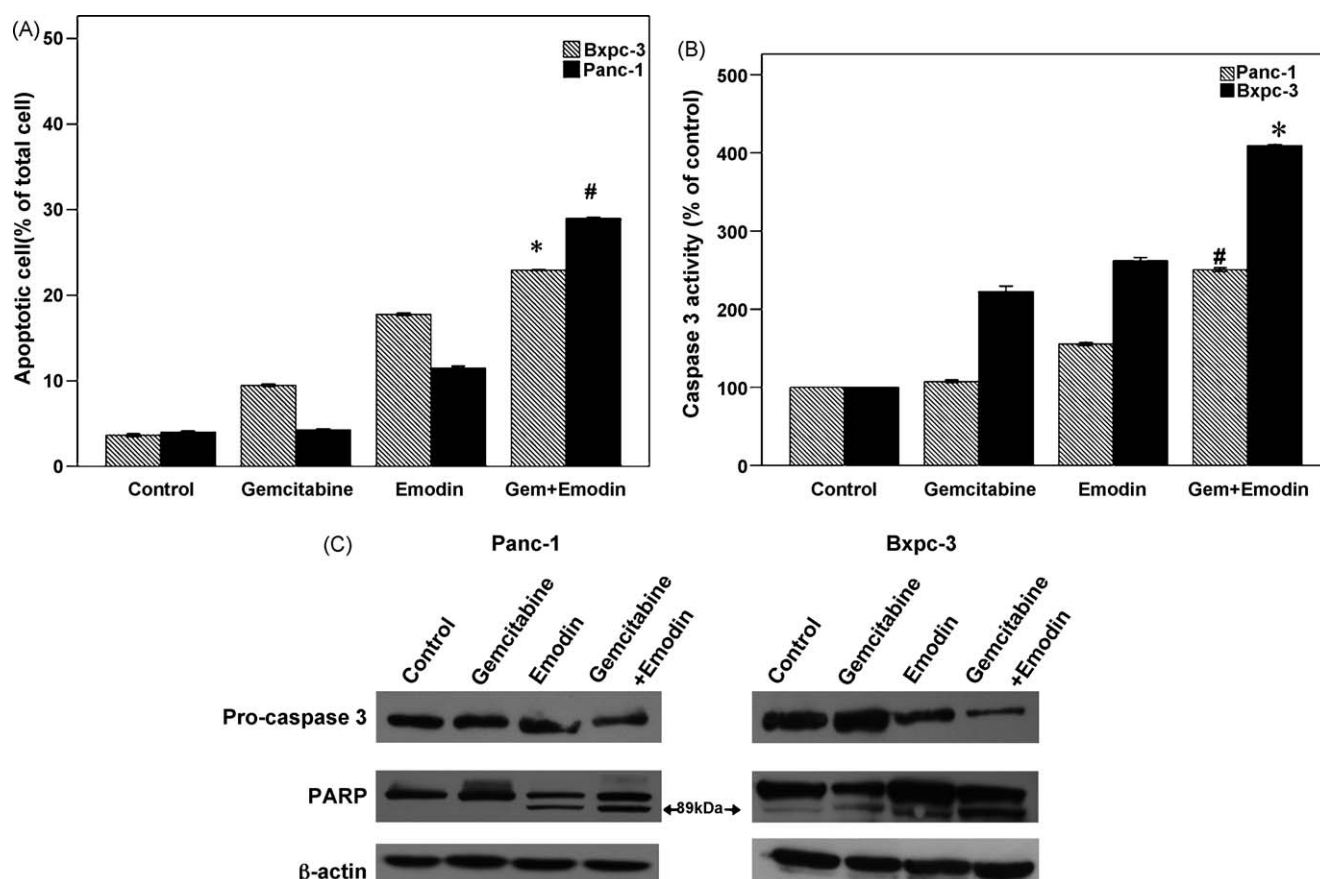 (A)
Apoptotic cell(% of total cell)
50
40
30
20
10
0
Bxpc-3
Panc-1
*
#
Control Gemcitabine Emodin Gem+Emodin
(B)
Caspase 3 activity (% of control)
500
400
300
200
100
0
Panc-1
Bxpc-3
#
*
Control Gemcitabine Emodin Gem+Emodin
(C) Panc-1 Bxpc-3
Control Gemcitabine Emodin Gemcitabine
+Emodin
Control Gemcitabine Emodin Gemcitabine
+Emodin
Pro-caspase 3
PARP
89kDa
β-actin